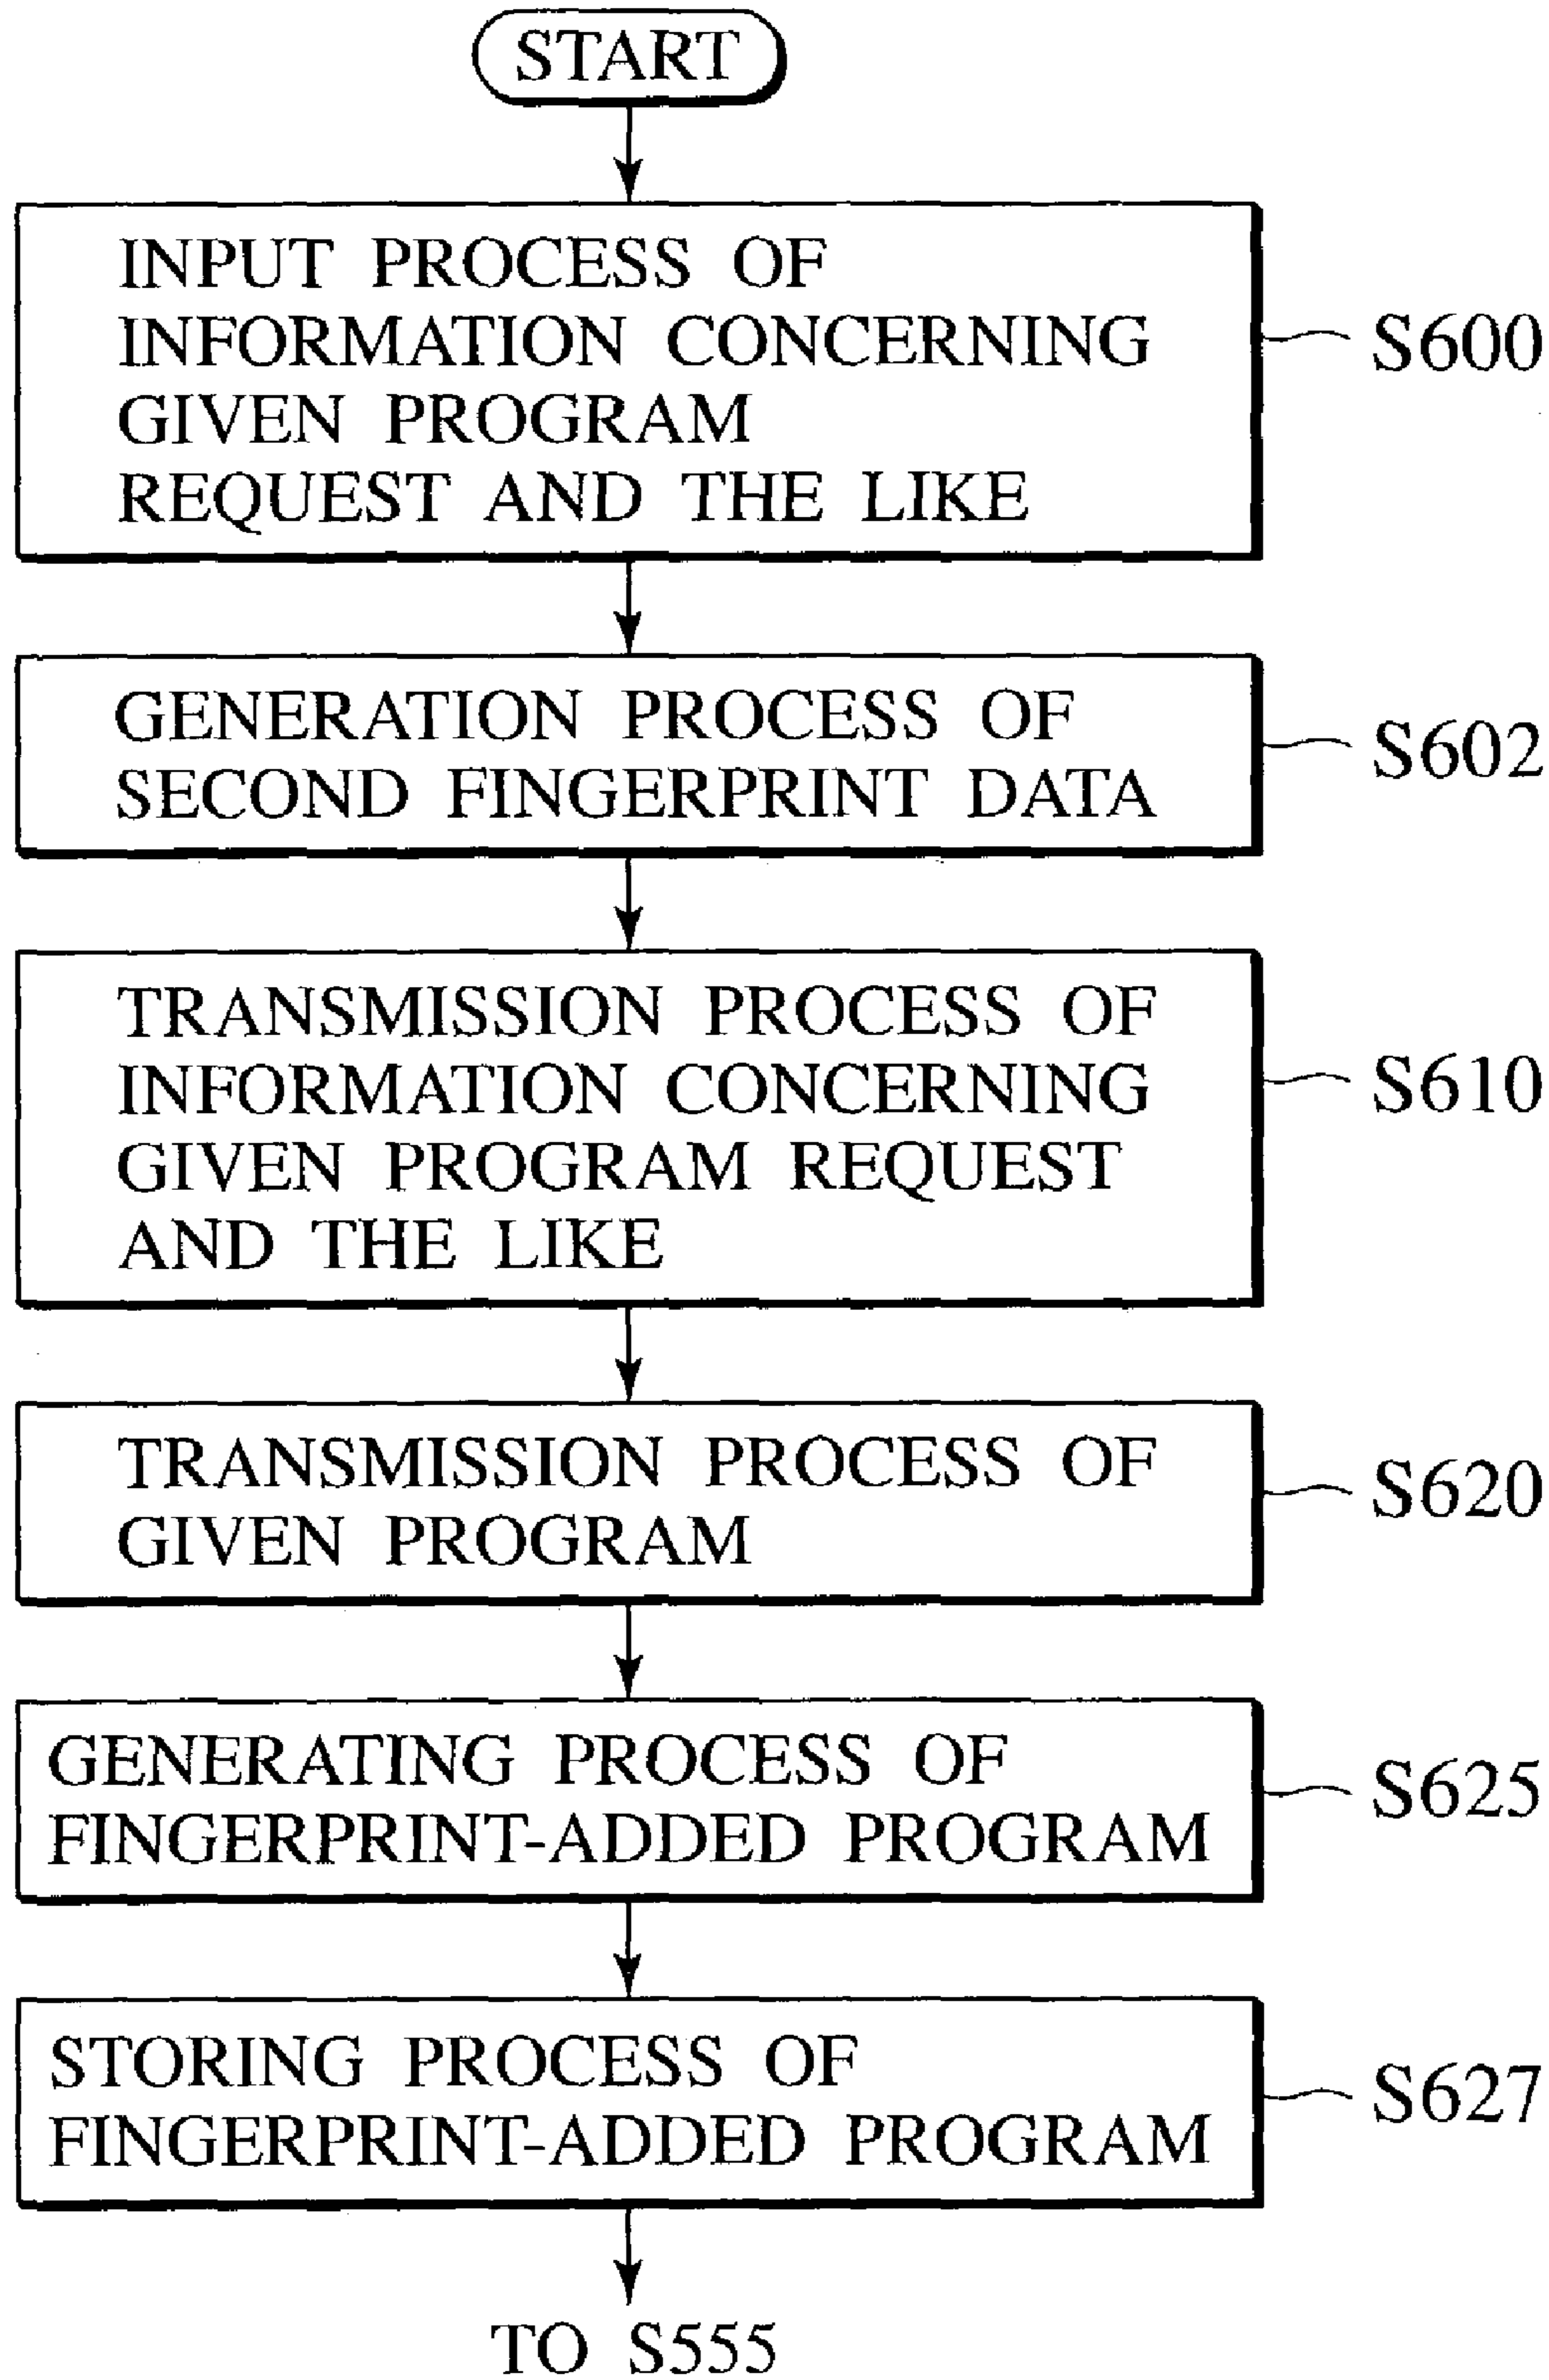 START
INPUT PROCESS OF
INFORMATION CONCERNING
GIVEN PROGRAM
REQUEST AND THE LIKE
S600
GENERATION PROCESS OF
SECOND FINGERPRINT DATA
S602
TRANSMISSION PROCESS OF
INFORMATION CONCERNING
GIVEN PROGRAM REQUEST
AND THE LIKE
S610
TRANSMISSION PROCESS OF
GIVEN PROGRAM
S620
GENERATING PROCESS OF
FINGERPRINT-ADDED PROGRAM
S625
STORING PROCESS OF
FINGERPRINT-ADDED PROGRAM
S627
TO S555